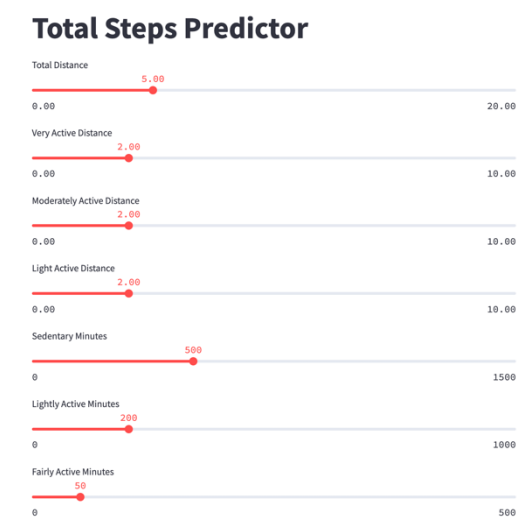 Total Steps Predictor
Total Distance
5.00
0.00 20.00
Very Active Distance
2.00
0.00 10.00
Moderately Active Distance
2.00
0.00 10.00
Light Active Distance
2.00
0.00 10.00
Sedentary Minutes
500
0 1500
Lightly Active Minutes
200
0 1000
Fairly Active Minutes
50
0 500